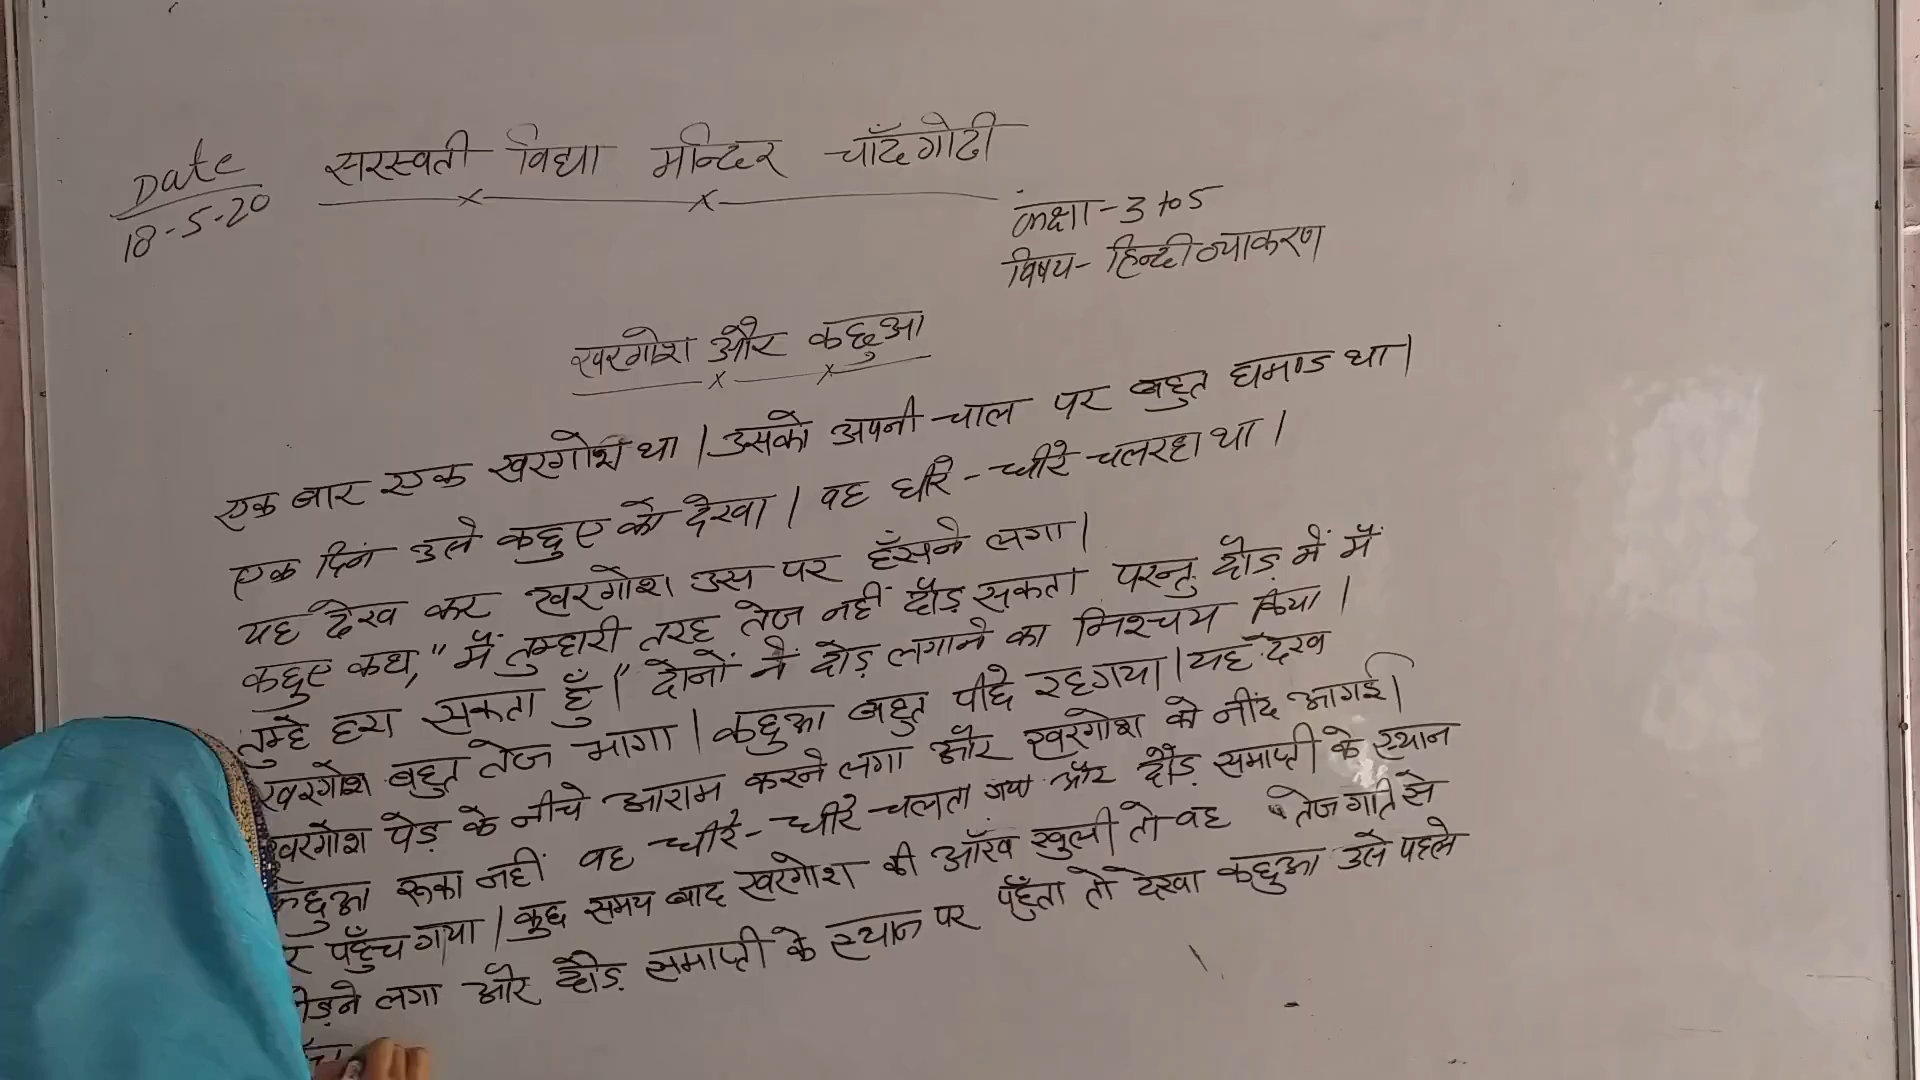 Date
18-5-20
सरस्वती विद्या मन्दिर चाँदगोटी
कक्षा-3 to 5
विषय- हिन्दी व्याकरण
खरगोश और कछुआ
एक बार एक खरगोश था। उसको अपनी चाल पर बहुत घमण्ड था।
एक दिन उसे कछुए को देखा। वह धीरे-धीरे चल रहा था।
यह देख कर खरगोश उस पर हँसने लगा।
कछुए कहा, "मैं तुम्हारी तरह तेज नहीं दौड़ सकता परन्तु दौड़ में मैं
तुम्हे हरा सकता हूँ।" दोनों ने दौड़ लगाने का निश्चय किया।
खरगोश बहुत तेज भागा। कछुआ बहुत पीछे रह गया। यह देख
खरगोश पेड़ के नीचे आराम करने लगा और खरगोश को नींद आगई।
कछुआ रूका नहीं वह धीरे-धीरे चलता गया और दौड़ समाप्ती के स्थान
र पहुँच गया। कुछ समय बाद खरगोश की आँख खुली तो वह तेज गति से
ड़ने लगा और दौड़ समाप्ती के स्थान पर पहुँता तो देखा कछुआ उसे पहले